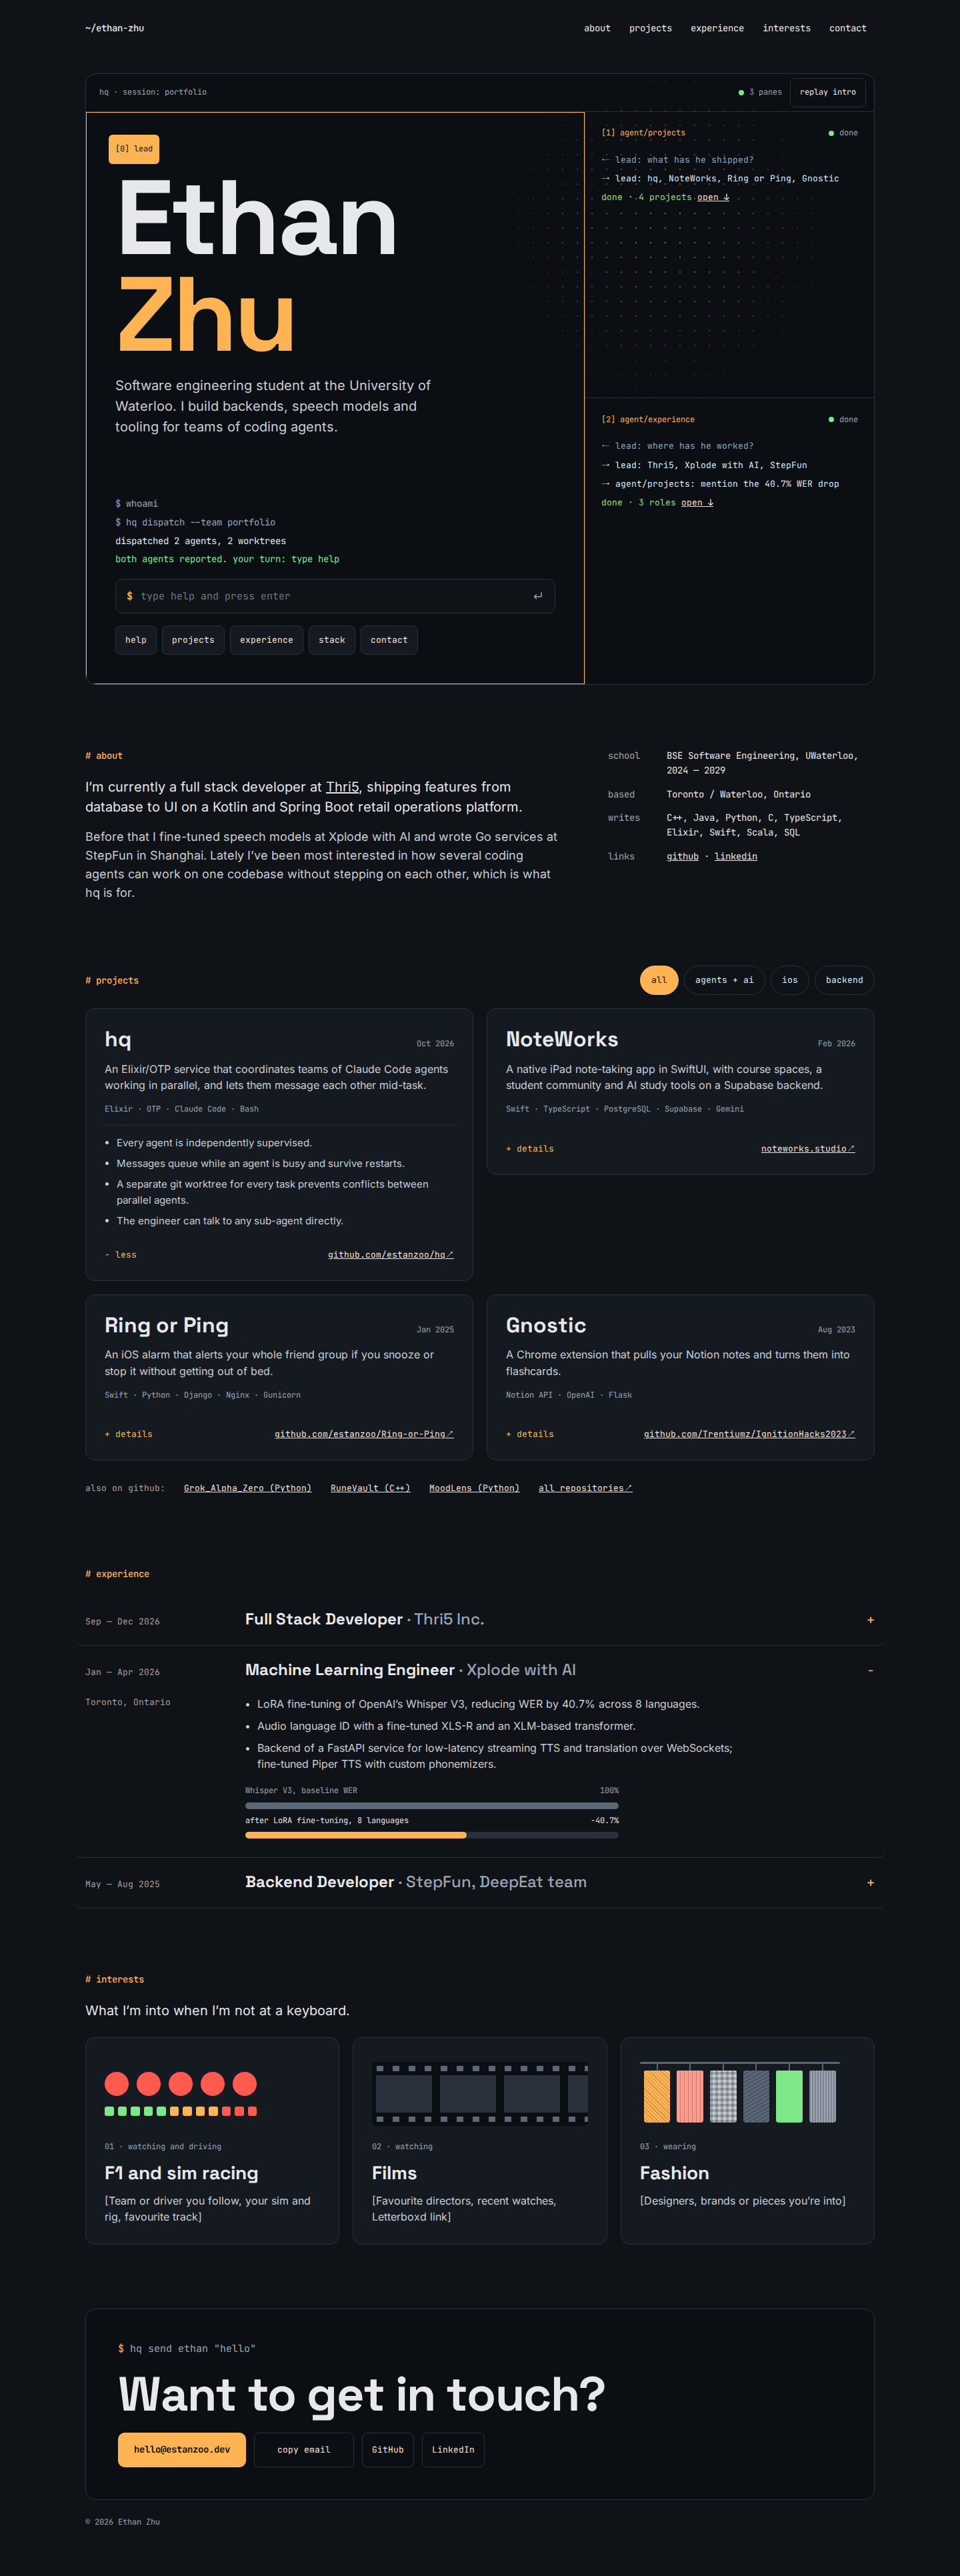 ~/ethan-zhu
about projects experience interests contact
hq · session: portfolio
3 panes replay intro
[0] lead
Ethan
Zhu
Software engineering student at the University of
Waterloo. I build backends, speech models and
tooling for teams of coding agents.
$ whoami
$ hq dispatch --team portfolio
dispatched 2 agents, 2 worktrees
both agents reported. your turn: type help
$ type help and press enter ↵
help projects experience stack contact
[1] agent/projects done
← lead: what has he shipped?
→ lead: hq, NoteWorks, Ring or Ping, Gnostic
done · 4 projects open ↓
[2] agent/experience done
← lead: where has he worked?
→ lead: Thri5, Xplode with AI, StepFun
→ agent/projects: mention the 40.7% WER drop
done · 3 roles open ↓
# about
I’m currently a full stack developer at Thri5, shipping features from
database to UI on a Kotlin and Spring Boot retail operations platform.
Before that I fine-tuned speech models at Xplode with AI and wrote Go services at
StepFun in Shanghai. Lately I’ve been most interested in how several coding
agents can work on one codebase without stepping on each other, which is what
hq is for.
school BSE Software Engineering, UWaterloo,
2024 – 2029
based Toronto / Waterloo, Ontario
writes C++, Java, Python, C, TypeScript,
Elixir, Swift, Scala, SQL
links github · linkedin
# projects
all agents + ai ios backend
hq Oct 2026
An Elixir/OTP service that coordinates teams of Claude Code agents
working in parallel, and lets them message each other mid-task.
Elixir · OTP · Claude Code · Bash
• Every agent is independently supervised.
• Messages queue while an agent is busy and survive restarts.
• A separate git worktree for every task prevents conflicts between
parallel agents.
• The engineer can talk to any sub-agent directly.
- less github.com/estanzoo/hq↗
NoteWorks Feb 2026
A native iPad note-taking app in SwiftUI, with course spaces, a
student community and AI study tools on a Supabase backend.
Swift · TypeScript · PostgreSQL · Supabase · Gemini
+ details noteworks.studio↗
Ring or Ping Jan 2025
An iOS alarm that alerts your whole friend group if you snooze or
stop it without getting out of bed.
Swift · Python · Django · Nginx · Gunicorn
+ details github.com/estanzoo/Ring-or-Ping↗
Gnostic Aug 2023
A Chrome extension that pulls your Notion notes and turns them into
flashcards.
Notion API · OpenAI · Flask
+ details github.com/Trentiumz/IgnitionHacks2023↗
also on github: Grok_Alpha_Zero (Python) RuneVault (C++) MoodLens (Python) all repositories↗
# experience
Sep – Dec 2026 Full Stack Developer · Thri5 Inc. +
Jan – Apr 2026 Machine Learning Engineer · Xplode with AI -
Toronto, Ontario
• LoRA fine-tuning of OpenAI’s Whisper V3, reducing WER by 40.7% across 8 languages.
• Audio language ID with a fine-tuned XLS-R and an XLM-based transformer.
• Backend of a FastAPI service for low-latency streaming TTS and translation over WebSockets;
fine-tuned Piper TTS with custom phonemizers.
Whisper V3, baseline WER 100%
after LoRA fine-tuning, 8 languages -40.7%
May – Aug 2025 Backend Developer · StepFun, DeepEat team +
# interests
What I’m into when I’m not at a keyboard.
01 · watching and driving
F1 and sim racing
[Team or driver you follow, your sim and
rig, favourite track]
02 · watching
Films
[Favourite directors, recent watches,
Letterboxd link]
03 · wearing
Fashion
[Designers, brands or pieces you’re into]
$ hq send ethan "hello"
Want to get in touch?
hello@estanzoo.dev copy email GitHub LinkedIn
© 2026 Ethan Zhu